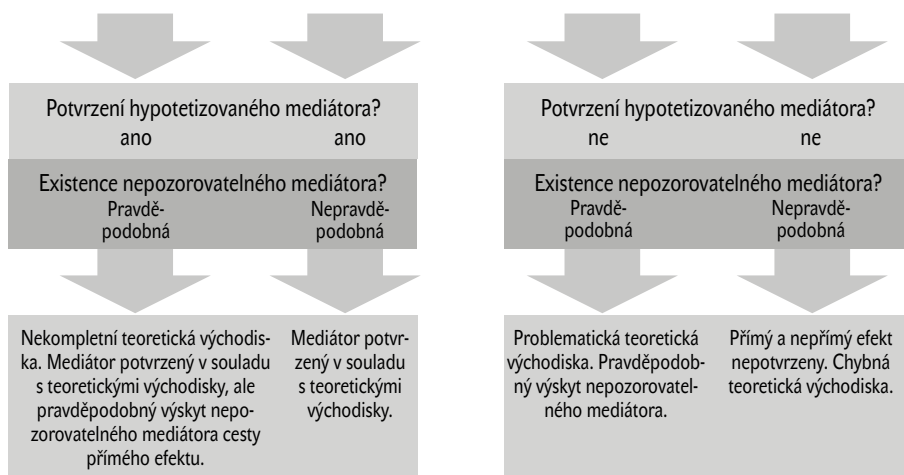 Potvrzení hypotetizovaného mediátora?
ano ano
Existence nepozorovatelného mediátora?
Pravdě-
podobná
Nepravdě-
podobná
Nekompletní teoretická východis-
ka. Mediátor potvrzený v souladu
s teoretickými východisky, ale
pravděpodobný výskyt nepo-
zorovatelného mediátora cesty
přímého efektu.
Mediátor potvr-
zený v souladu
s teoretickými
východisky.
Potvrzení hypotetizovaného mediátora?
ne ne
Existence nepozorovatelného mediátora?
Pravdě-
podobná
Nepravdě-
podobná
Problematická teoretická
východiska. Pravděpodob-
ný výskyt nepozorovatel-
ného mediátora.
Přímý a nepřímý efekt
nepotvrzeny. Chybná
teoretická východiska.